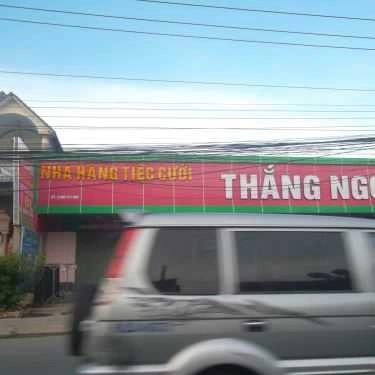 NHÀ HÀNG TIỆC CƯỚI
THẮNG NGỌ